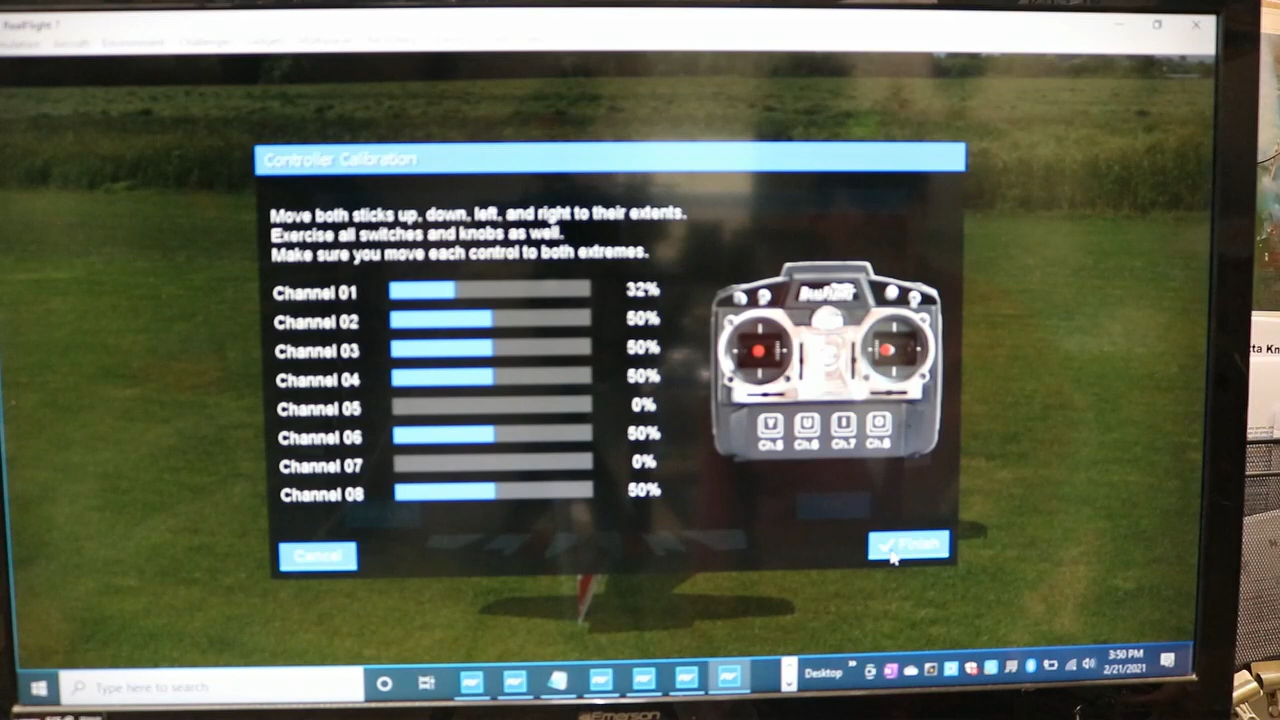 RealFlight 7
Controller Calibration
Move both sticks up, down, left, and right to their extents.
Exercise all switches and knobs as well.
Make sure you move each control to both extremes.
Channel 01 32%
Channel 02 50%
Channel 03 50%
Channel 04 50%
Channel 05 0%
Channel 06 50%
Channel 07 0%
Channel 08 50%
Ch.5 Ch.6 Ch.7 Ch.8
Cancel
Finish
Type here to search
Desktop
3:50 PM
2/21/2021
Emerson